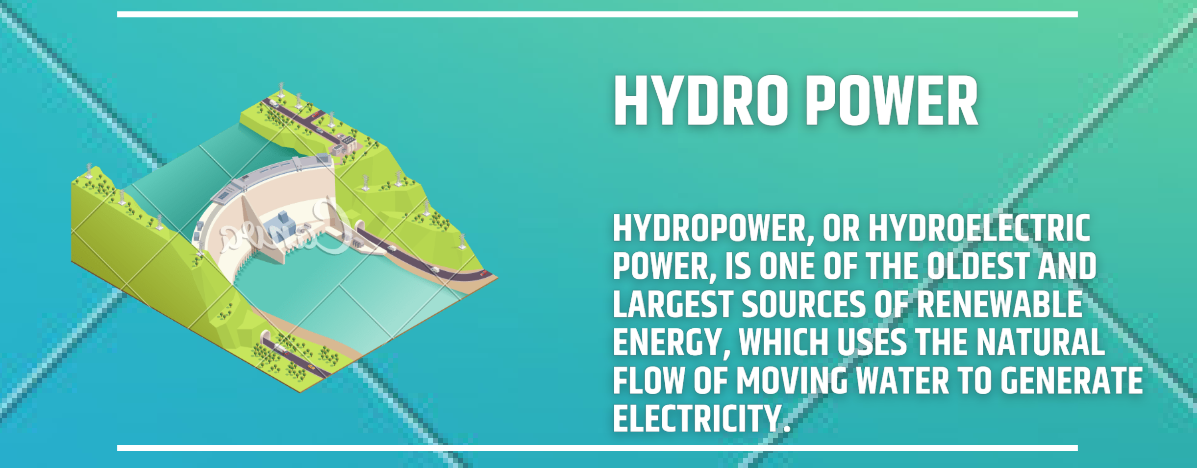 HYDRO POWER
HYDROPOWER, OR HYDROELECTRIC
POWER, IS ONE OF THE OLDEST AND
LARGEST SOURCES OF RENEWABLE
ENERGY, WHICH USES THE NATURAL
FLOW OF MOVING WATER TO GENERATE
ELECTRICITY.
Canva